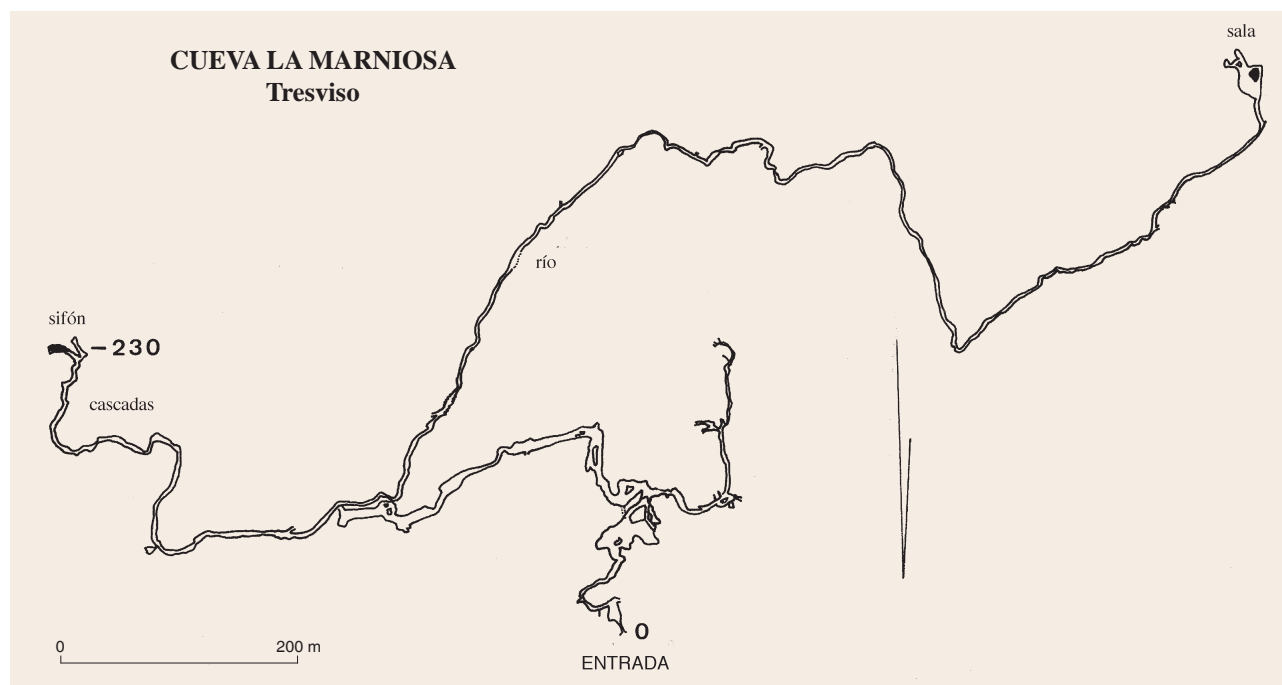 CUEVA LA MARNIOSA
Tresviso
sala
río
sifón
–230
cascadas
0
ENTRADA
0 200 m